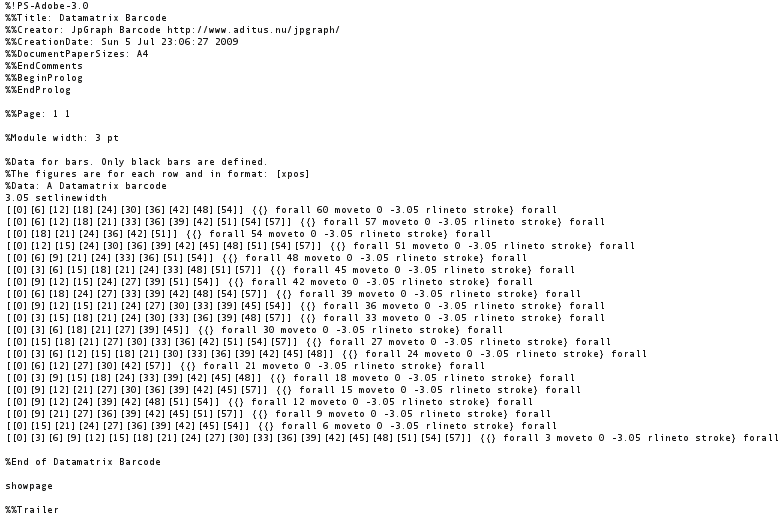 %!PS-Adobe-3.0
%%Title: Datamatrix Barcode
%%Creator: JpGraph Barcode http://www.aditus.nu/jpgraph/
%%CreationDate: Sun 5 Jul 23:06:27 2009
%%DocumentPaperSizes: A4
%%EndComments
%%BeginProlog
%%EndProlog
%%Page: 1 1
%Module width: 3 pt
%Data for bars. Only black bars are defined.
%The figures are for each row and in format: [xpos]
%Data: A Datamatrix barcode
3.05 setlinewidth
[[0][6][12][18][24][30][36][42][48][54]] {{} forall 60 moveto 0 -3.05 rlineto stroke} forall
[[0][6][12][18][21][33][36][39][42][51][54][57]] {{} forall 57 moveto 0 -3.05 rlineto stroke} forall
[[0][18][21][24][36][42][51]] {{} forall 54 moveto 0 -3.05 rlineto stroke} forall
[[0][12][15][24][30][36][39][42][45][48][51][54][57]] {{} forall 51 moveto 0 -3.05 rlineto stroke} forall
[[0][6][9][21][24][33][36][51][54]] {{} forall 48 moveto 0 -3.05 rlineto stroke} forall
[[0][3][6][15][18][21][24][33][48][51][57]] {{} forall 45 moveto 0 -3.05 rlineto stroke} forall
[[0][9][12][15][24][27][39][51][54]] {{} forall 42 moveto 0 -3.05 rlineto stroke} forall
[[0][6][18][24][27][33][39][42][48][54][57]] {{} forall 39 moveto 0 -3.05 rlineto stroke} forall
[[0][9][12][15][21][24][27][30][33][39][45][54]] {{} forall 36 moveto 0 -3.05 rlineto stroke} forall
[[0][3][15][18][21][24][30][33][36][39][48][57]] {{} forall 33 moveto 0 -3.05 rlineto stroke} forall
[[0][3][6][18][21][27][39][45]] {{} forall 30 moveto 0 -3.05 rlineto stroke} forall
[[0][15][18][21][27][30][33][36][42][51][54][57]] {{} forall 27 moveto 0 -3.05 rlineto stroke} forall
[[0][3][6][12][15][18][21][30][33][36][39][42][45][48]] {{} forall 24 moveto 0 -3.05 rlineto stroke} forall
[[0][6][12][27][30][42][57]] {{} forall 21 moveto 0 -3.05 rlineto stroke} forall
[[0][3][9][15][18][24][33][39][42][45][48]] {{} forall 18 moveto 0 -3.05 rlineto stroke} forall
[[0][9][12][21][27][30][36][39][42][45][57]] {{} forall 15 moveto 0 -3.05 rlineto stroke} forall
[[0][9][12][24][39][42][48][51][54]] {{} forall 12 moveto 0 -3.05 rlineto stroke} forall
[[0][9][21][27][36][39][42][45][51][57]] {{} forall 9 moveto 0 -3.05 rlineto stroke} forall
[[0][15][21][24][27][36][39][42][45][54]] {{} forall 6 moveto 0 -3.05 rlineto stroke} forall
[[0][3][6][9][12][15][18][21][24][27][30][33][36][39][42][45][48][51][54][57]] {{} forall 3 moveto 0 -3.05 rlineto stroke} forall
%End of Datamatrix Barcode
showpage
%%Trailer